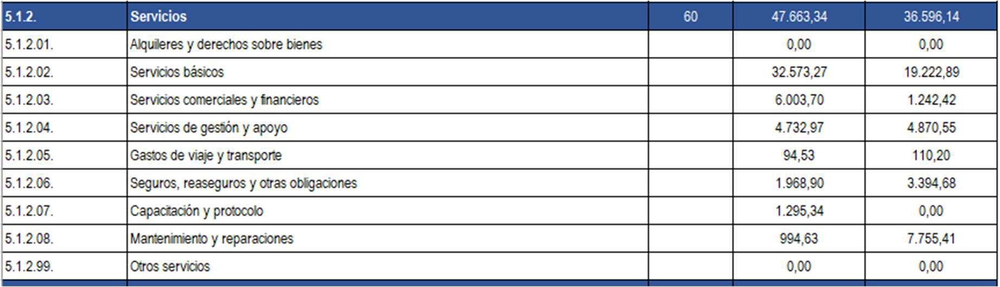 5.1.2. Servicios 60 47.663,34 36.596,14
5.1.2.01. Alquileres y derechos sobre bienes 0,00 0,00
5.1.2.02. Servicios básicos 32.573,27 19.222,89
5.1.2.03. Servicios comerciales y financieros 6.003,70 1.242,42
5.1.2.04. Servicios de gestión y apoyo 4.732,97 4.870,55
5.1.2.05. Gastos de viaje y transporte 94,53 110,20
5.1.2.06. Seguros, reaseguros y otras obligaciones 1.968,90 3.394,68
5.1.2.07. Capacitación y protocolo 1.295,34 0,00
5.1.2.08. Mantenimiento y reparaciones 994,63 7.755,41
5.1.2.99. Otros servicios 0,00 0,00